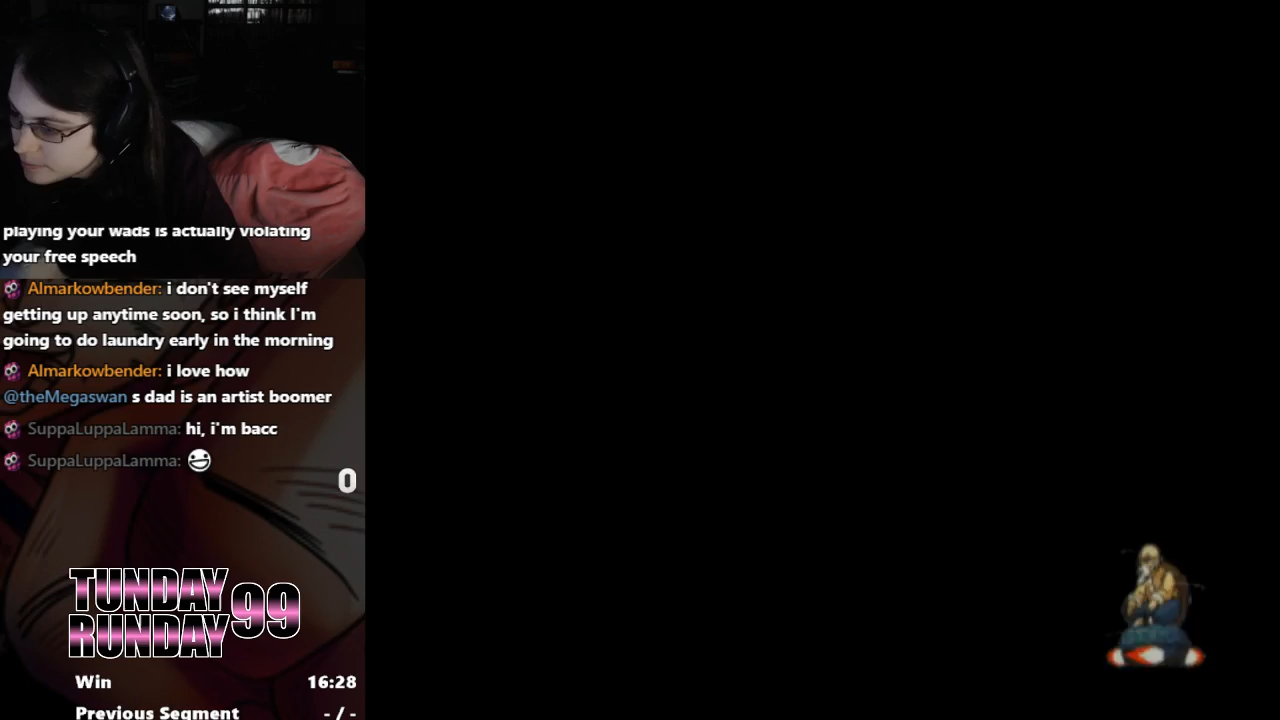 playing your wads is actually violating
your free speech
Almarkowbender: i don't see myself
getting up anytime soon, so i think I'm
going to do laundry early in the morning
Almarkowbender: i love how
@theMegaswan s dad is an artist boomer
SuppaLuppaLamma: hi, i'm bacc
SuppaLuppaLamma:
0
TUNDAY
RUNDAY 99
Win 16:28
Previous Segment - / -